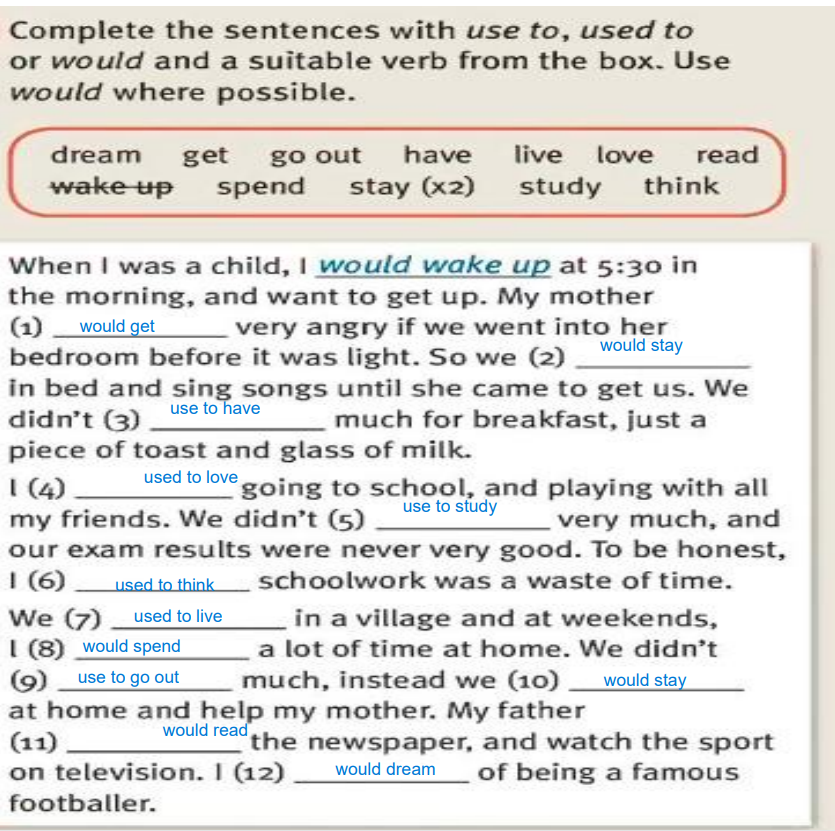 Complete the sentences with use to, used to
or would and a suitable verb from the box. Use
would where possible.
dream get go out have live love read
wake up spend stay (x2) study think
When I was a child, I would wake up at 5:30 in
the morning, and want to get up. My mother
(1) would get very angry if we went into her
bedroom before it was light. So we (2) would stay
in bed and sing songs until she came to get us. We
didn't (3) use to have much for breakfast, just a
piece of toast and glass of milk.
I (4) used to love going to school, and playing with all
my friends. We didn't (5) use to study very much, and
our exam results were never very good. To be honest,
I (6) used to think schoolwork was a waste of time.
We (7) used to live in a village and at weekends,
I (8) would spend a lot of time at home. We didn't
(9) use to go out much, instead we (10) would stay
at home and help my mother. My father
(11) would read the newspaper, and watch the sport
on television. I (12) would dream of being a famous
footballer.